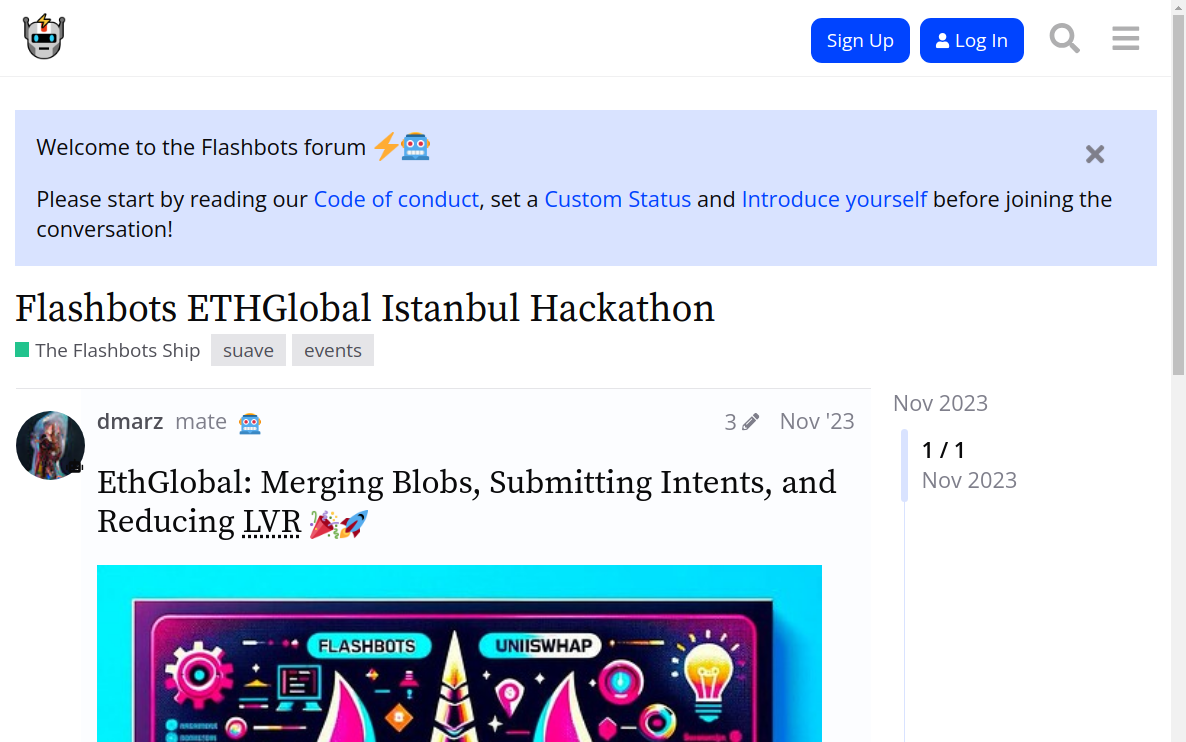 Sign Up
Log In
Welcome to the Flashbots forum
Please start by reading our Code of conduct, set a Custom Status and Introduce yourself before joining the
conversation!
Flashbots ETHGlobal Istanbul Hackathon
The Flashbots Ship suave events
dmarz mate 3 Nov '23
Nov 2023
1 / 1
Nov 2023
EthGlobal: Merging Blobs, Submitting Intents, and
Reducing LVR
FLASHBOTS
UNIISWHAP